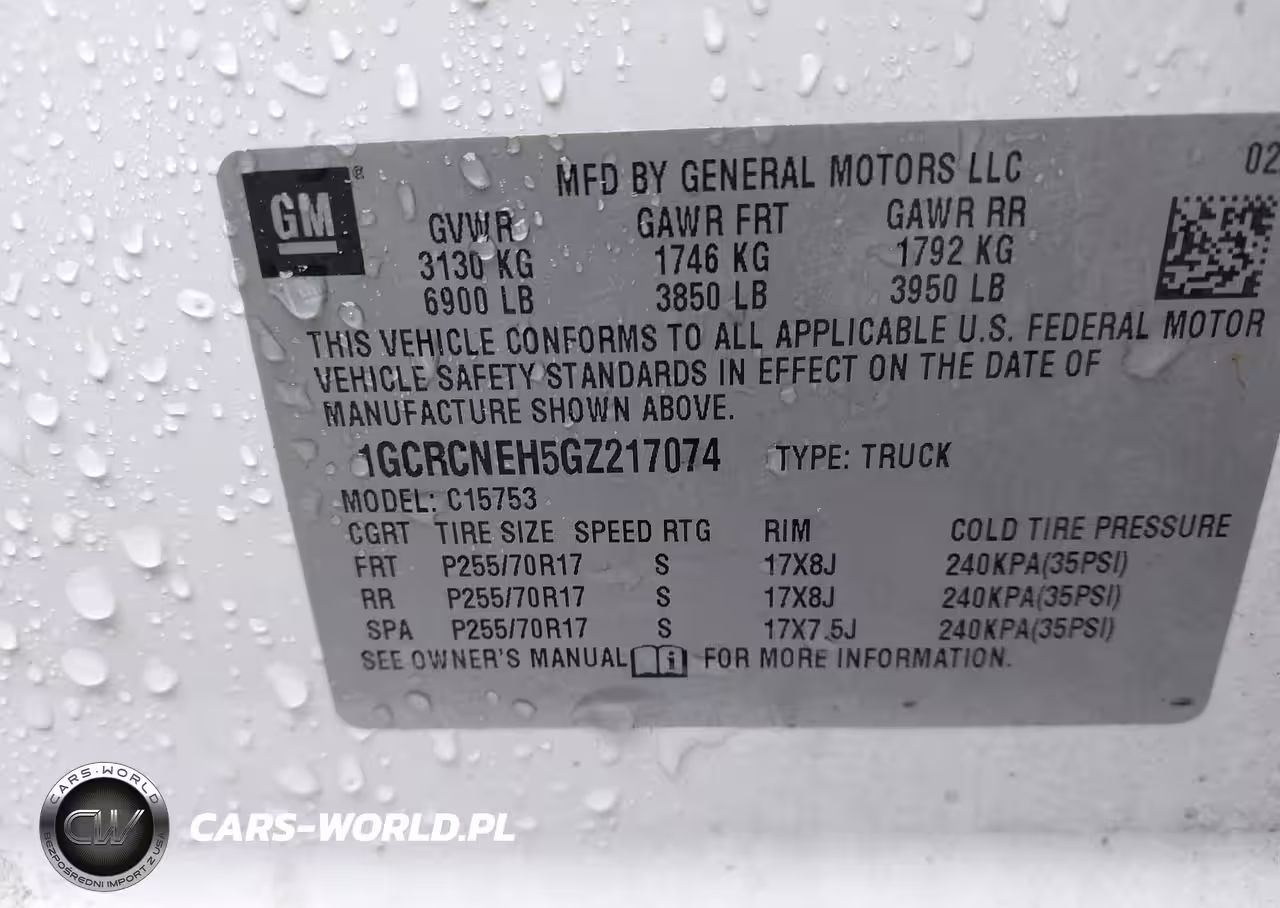 MFD BY GENERAL MOTORS LLC 02
GM ®
GVWR GAWR FRT GAWR RR
3130 KG 1746 KG 1792 KG
6900 LB 3850 LB 3950 LB
THIS VEHICLE CONFORMS TO ALL APPLICABLE U.S. FEDERAL MOTOR
VEHICLE SAFETY STANDARDS IN EFFECT ON THE DATE OF
MANUFACTURE SHOWN ABOVE.
1GCRCNEH5GZ217074 TYPE: TRUCK
MODEL: C15753
CGRT TIRE SIZE SPEED RTG RIM COLD TIRE PRESSURE
FRT P255/70R17 S 17X8J 240KPA(35PSI)
RR P255/70R17 S 17X8J 240KPA(35PSI)
SPA P255/70R17 S 17X7.5J 240KPA(35PSI)
SEE OWNER'S MANUAL i FOR MORE INFORMATION.
CARS-WORLD
CW
BEZPOŚREDNI IMPORT Z USA
CARS-WORLD.PL